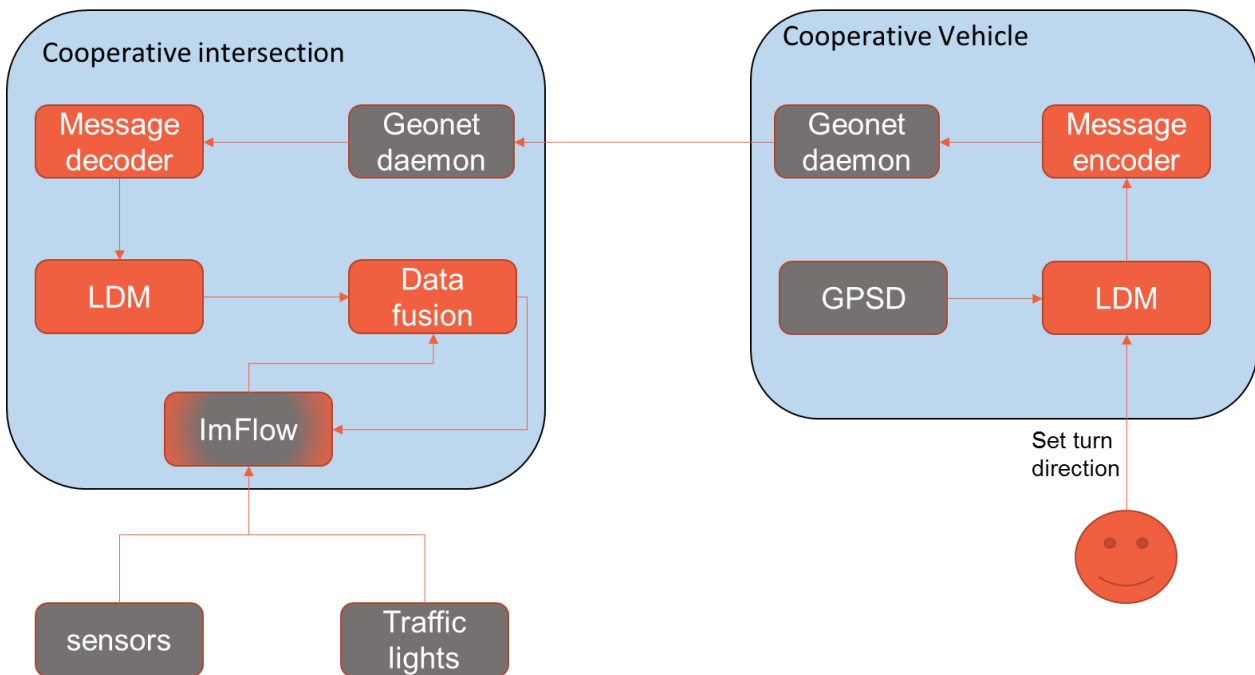 Cooperative intersection
Message
decoder
Geonet
daemon
LDM
Data
fusion
ImFlow
sensors
Traffic
lights
Cooperative Vehicle
Geonet
daemon
Message
encoder
GPSD
LDM
Set turn
direction